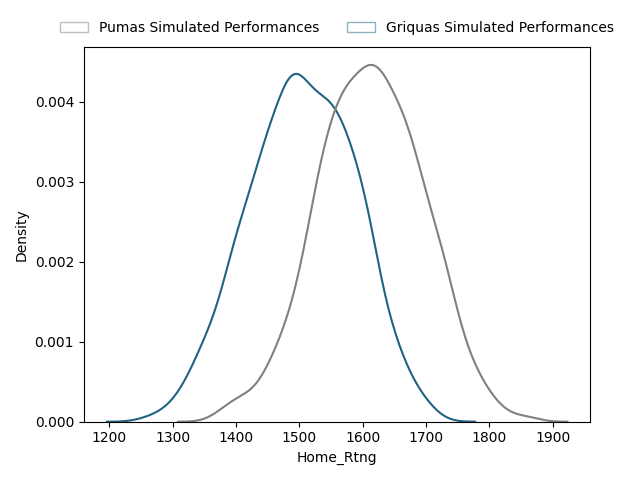 Pumas Simulated Performances Griquas Simulated Performances
0.004
0.003
0.002
0.001
0.000
Density
1200 1300 1400 1500 1600 1700 1800 1900
Home_Rtng